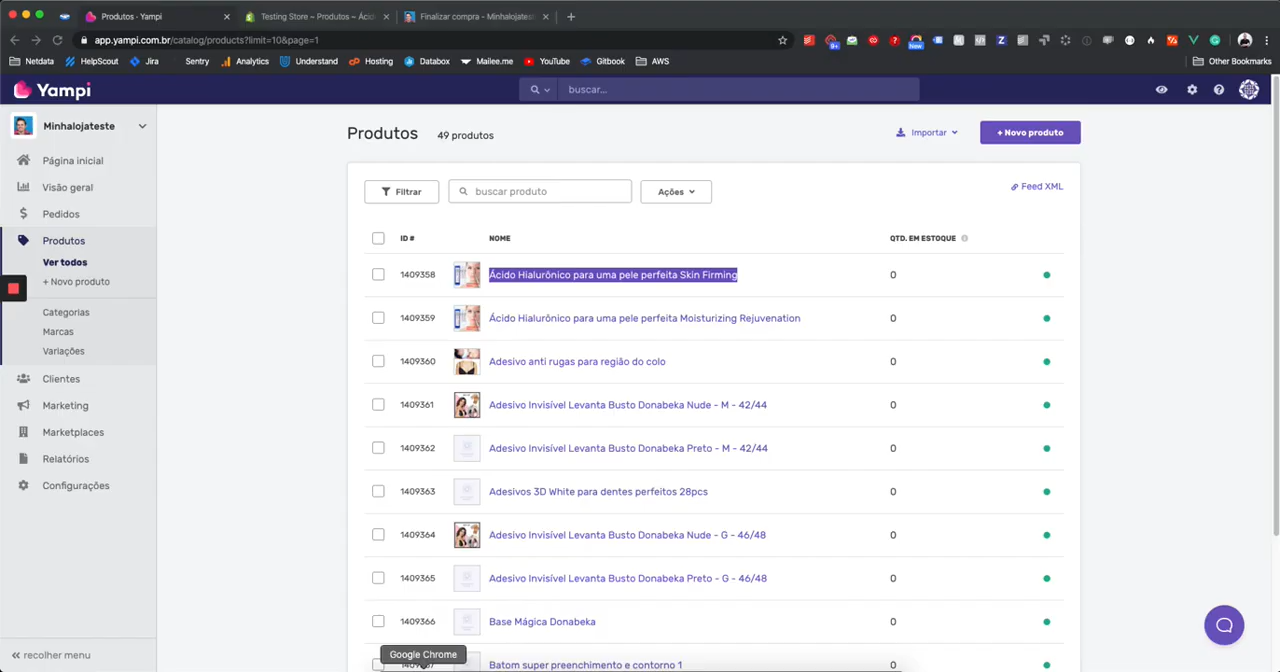 Produtos · Yampi
Testing Store ~ Produtos ~ Ácid
Finalizar compra - Minhalojateste
app.yampi.com.br/catalog/products?limit=10&page=1
9+
New
Netdata
HelpScout
Jira
Sentry
Analytics
Understand
Hosting
Databox
Mailee.me
YouTube
Gitbook
AWS
Other Bookmarks
Yampi
buscar...
Minhalojateste
Página inicial
Visão geral
Pedidos
Produtos
Ver todos
+ Novo produto
Categorias
Marcas
Variações
Clientes
Marketing
Marketplaces
Relatórios
Configurações
recolher menu
Produtos 49 produtos
Importar
+ Novo produto
Filtrar
buscar produto
Ações
Feed XML
ID # NOME QTD. EM ESTOQUE
1409358 Ácido Hialurônico para uma pele perfeita Skin Firming 0
1409359 Ácido Hialurônico para uma pele perfeita Moisturizing Rejuvenation 0
1409360 Adesivo anti rugas para região do colo 0
1409361 Adesivo Invisível Levanta Busto Donabeka Nude - M - 42/44 0
1409362 Adesivo Invisível Levanta Busto Donabeka Preto - M - 42/44 0
1409363 Adesivos 3D White para dentes perfeitos 28pcs 0
1409364 Adesivo Invisível Levanta Busto Donabeka Nude - G - 46/48 0
1409365 Adesivo Invisível Levanta Busto Donabeka Preto - G - 46/48 0
1409366 Base Mágica Donabeka 0
Google Chrome
Batom super preenchimento e contorno 1 0